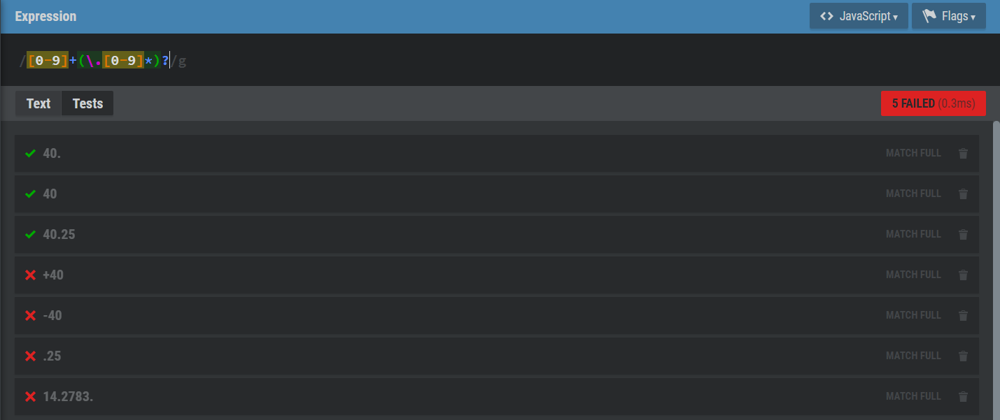 Expression
<> JavaScript ▾ Flags ▾
/[0-9]+(\.[0-9]*)?/g
Text Tests
5 FAILED (0.3ms)
40. MATCH FULL
40 MATCH FULL
40.25 MATCH FULL
+40 MATCH FULL
-40 MATCH FULL
.25 MATCH FULL
14.2783. MATCH FULL